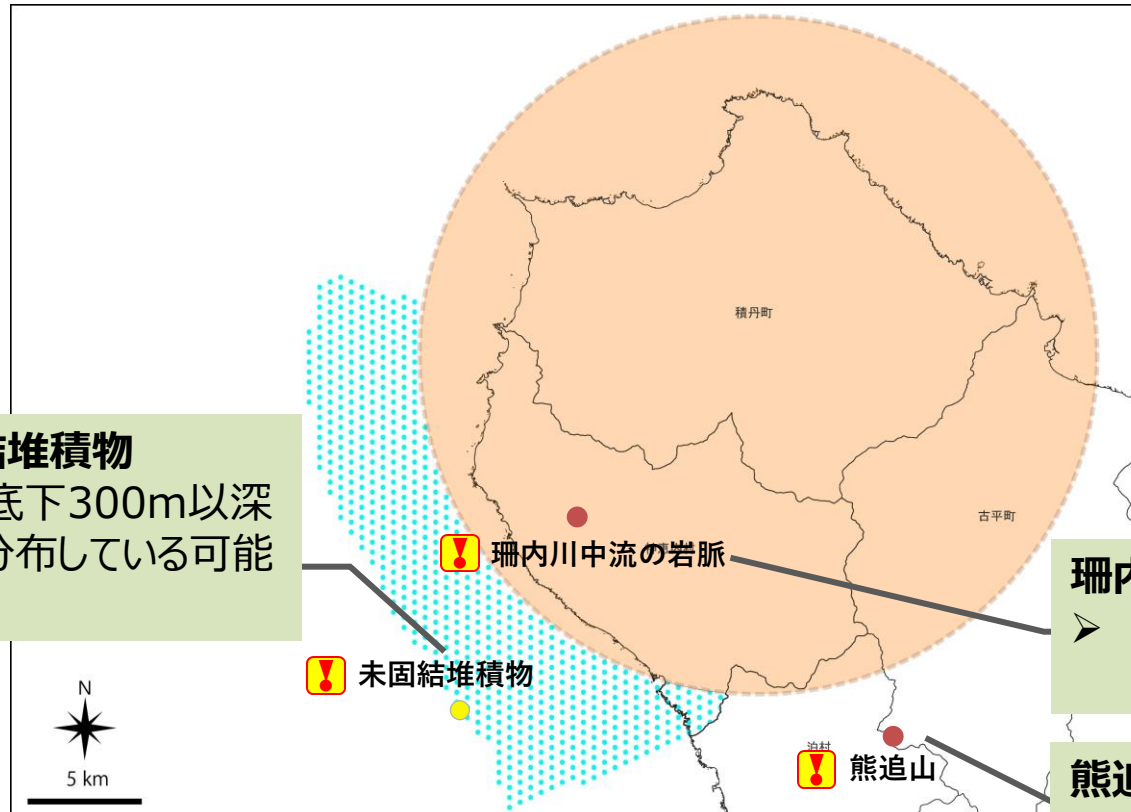 積丹町
結堆積物
底下300m以深
分布している可能
古平町
珊内川中流の岩脈
珊内
➤
未固結堆積物
N
5 km
泊村
熊追山
熊追